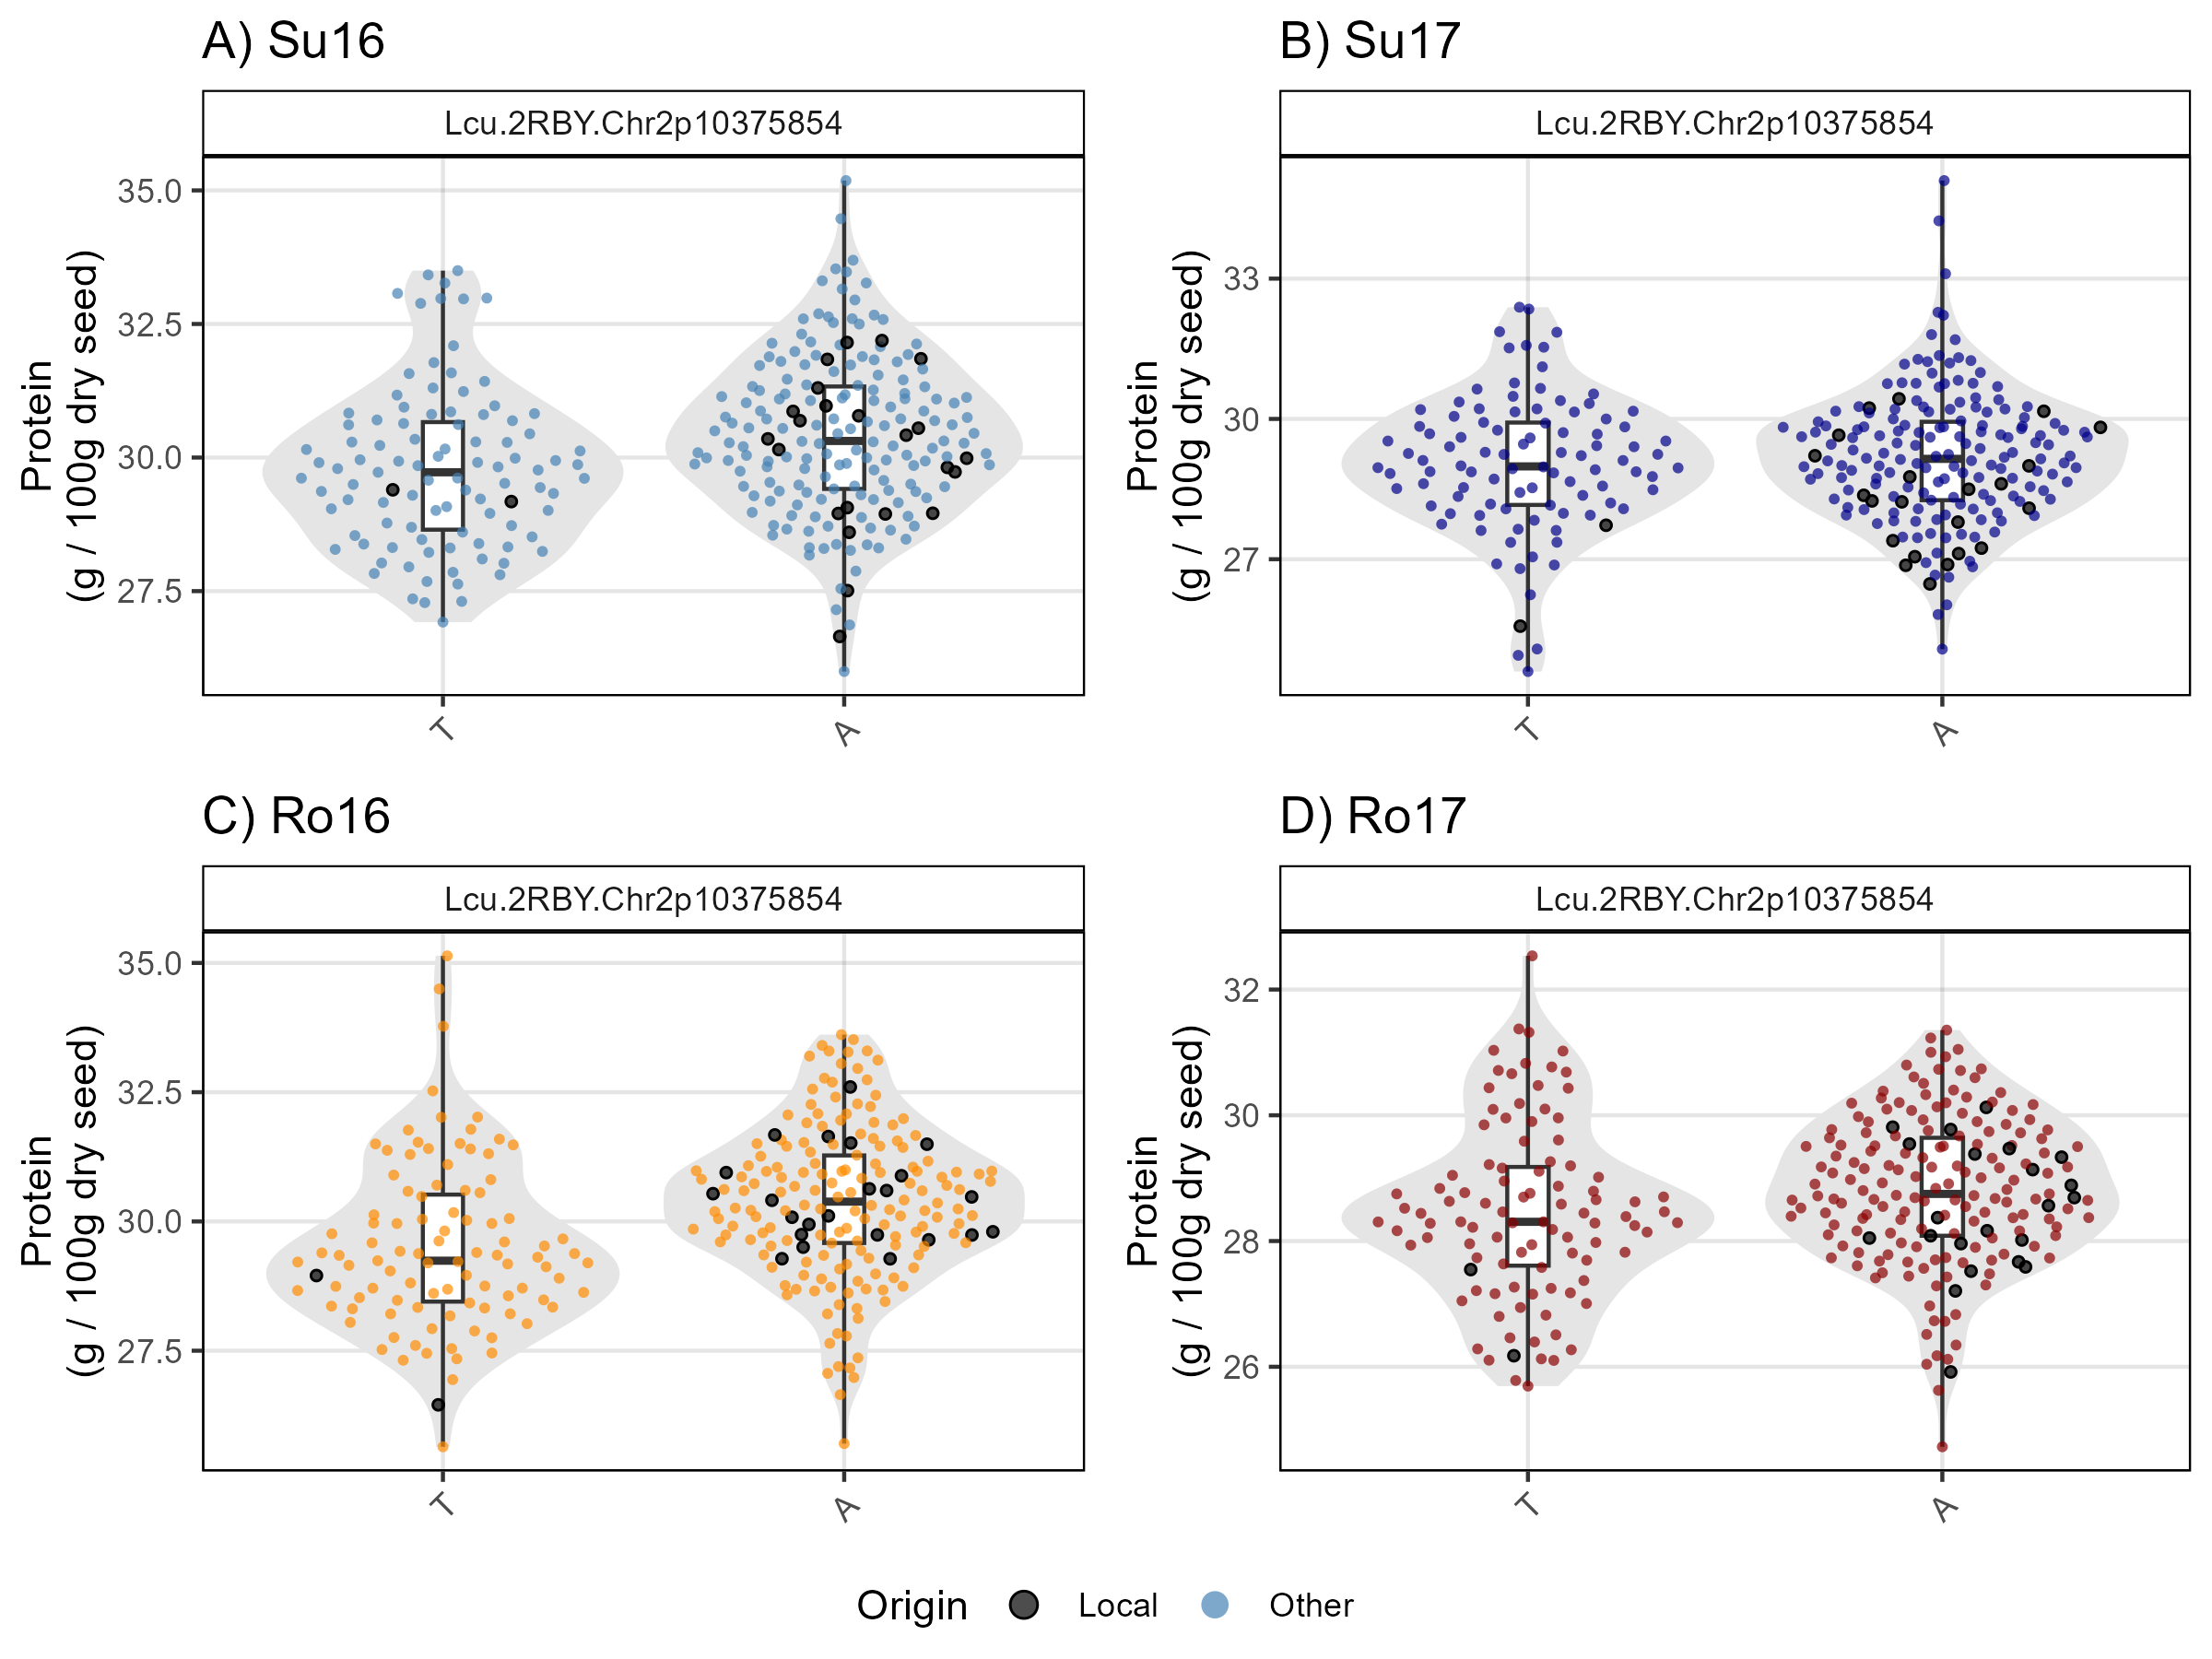 A) Su16
Lcu.2RBY.Chr2p10375854
Protein
(g / 100g dry seed)
35.0
32.5
30.0
27.5
T
A
B) Su17
Lcu.2RBY.Chr2p10375854
Protein
(g / 100g dry seed)
33
30
27
T
A
C) Ro16
Lcu.2RBY.Chr2p10375854
Protein
(g / 100g dry seed)
35.0
32.5
30.0
27.5
T
A
D) Ro17
Lcu.2RBY.Chr2p10375854
Protein
(g / 100g dry seed)
32
30
28
26
T
A
Origin Local Other